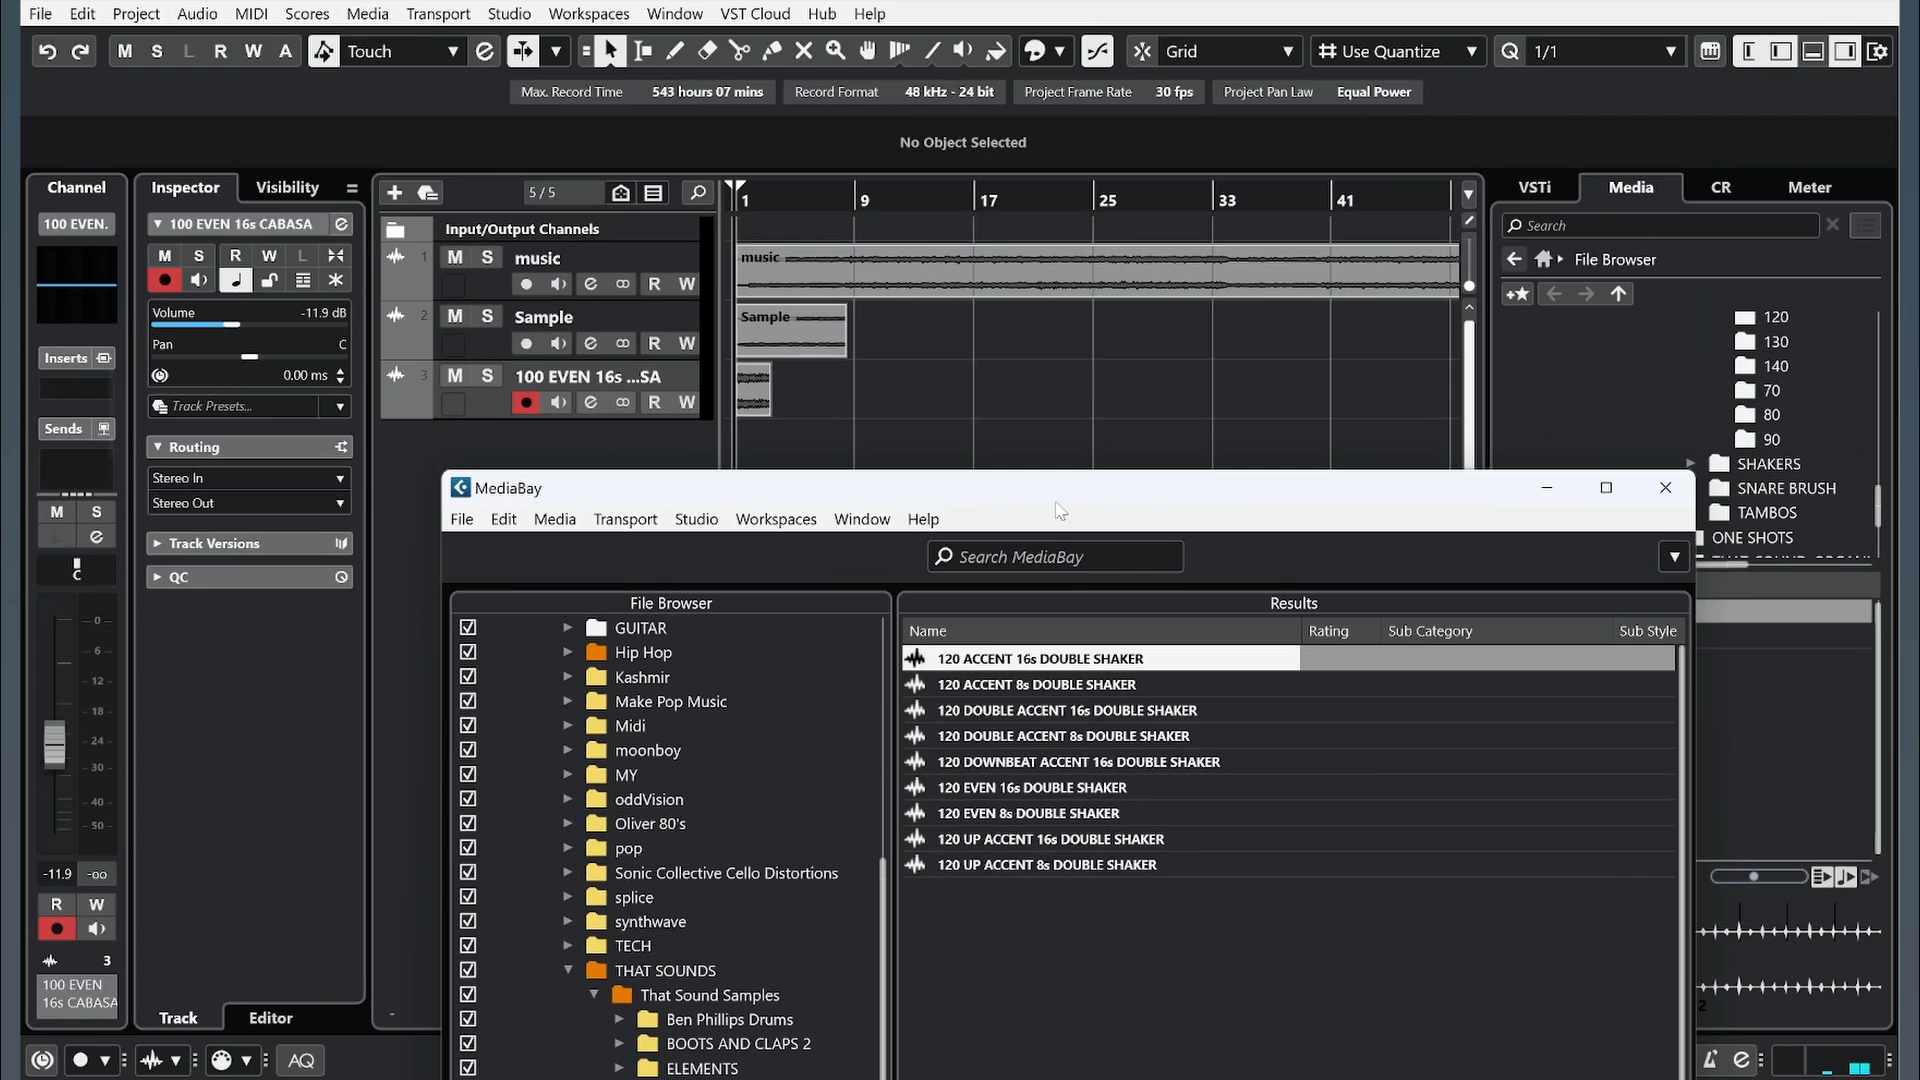 File Edit Project Audio MIDI Scores Media Transport Studio Workspaces Window VST Cloud Hub Help
M S L R W A Touch Grid Use Quantize 1/1
Max. Record Time 543 hours 07 mins Record Format 48 kHz - 24 bit Project Frame Rate 30 fps Project Pan Law Equal Power
No Object Selected
Channel
100 EVEN.
Inserts
Sends
M S
L
C
0
6
12
18
24
30
40
50
-11.9 -oo
R W
3
100 EVEN
16s CABASA
Inspector Visibility
100 EVEN 16s CABASA
M S R W L
Volume -11.9 dB
Pan C
0.00 ms
Track Presets...
Routing
Stereo In
Stereo Out
Track Versions
QC
Track Editor
5 / 5
Input/Output Channels
1 M S music
R W
2 M S Sample
R W
3 M S 100 EVEN 16s ...SA
R W
1 9 17 25 33 41
music
Sample
VSTi Media CR Meter
Search
File Browser
120
130
140
70
80
90
SHAKERS
SNARE BRUSH
TAMBOS
ONE SHOTS
MediaBay
File Edit Media Transport Studio Workspaces Window Help
Search MediaBay
File Browser
GUITAR
Hip Hop
Kashmir
Make Pop Music
Midi
moonboy
MY
oddVision
Oliver 80's
pop
Sonic Collective Cello Distortions
splice
synthwave
TECH
THAT SOUNDS
That Sound Samples
Ben Phillips Drums
BOOTS AND CLAPS 2
ELEMENTS
Results
Name Rating Sub Category Sub Style
120 ACCENT 16s DOUBLE SHAKER
120 ACCENT 8s DOUBLE SHAKER
120 DOUBLE ACCENT 16s DOUBLE SHAKER
120 DOUBLE ACCENT 8s DOUBLE SHAKER
120 DOWNBEAT ACCENT 16s DOUBLE SHAKER
120 EVEN 16s DOUBLE SHAKER
120 EVEN 8s DOUBLE SHAKER
120 UP ACCENT 16s DOUBLE SHAKER
120 UP ACCENT 8s DOUBLE SHAKER
2
AQ